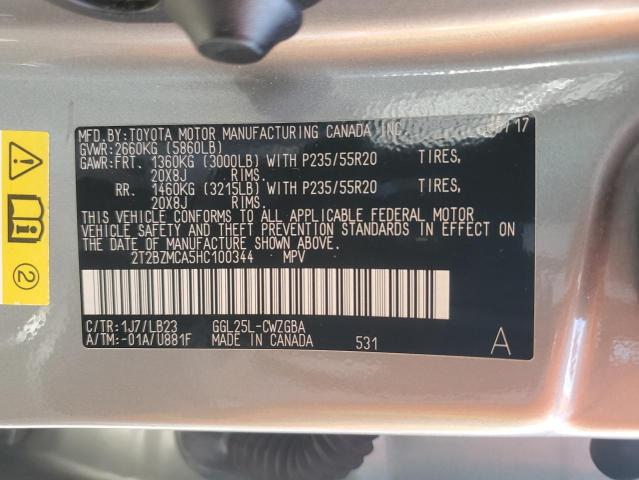 MFD.BY:TOYOTA MOTOR MANUFACTURING CANADA INC. /17
GVWR:2660KG (5860LB)
GAWR:FRT. 1360KG (3000LB) WITH P235/55R20 TIRES,
20X8J RIMS.
RR. 1460KG (3215LB) WITH P235/55R20 TIRES,
20X8J RIMS.
THIS VEHICLE CONFORMS TO ALL APPLICABLE FEDERAL MOTOR
VEHICLE SAFETY AND THEFT PREVENTION STANDARDS IN EFFECT ON
THE DATE OF MANUFACTURE SHOWN ABOVE.
2T2BZMCA5HC100344 MPV
C/TR:1J7/LB23 GGL25L-CWZGBA
A/TM:-01A/U881F MADE IN CANADA 531 A
2